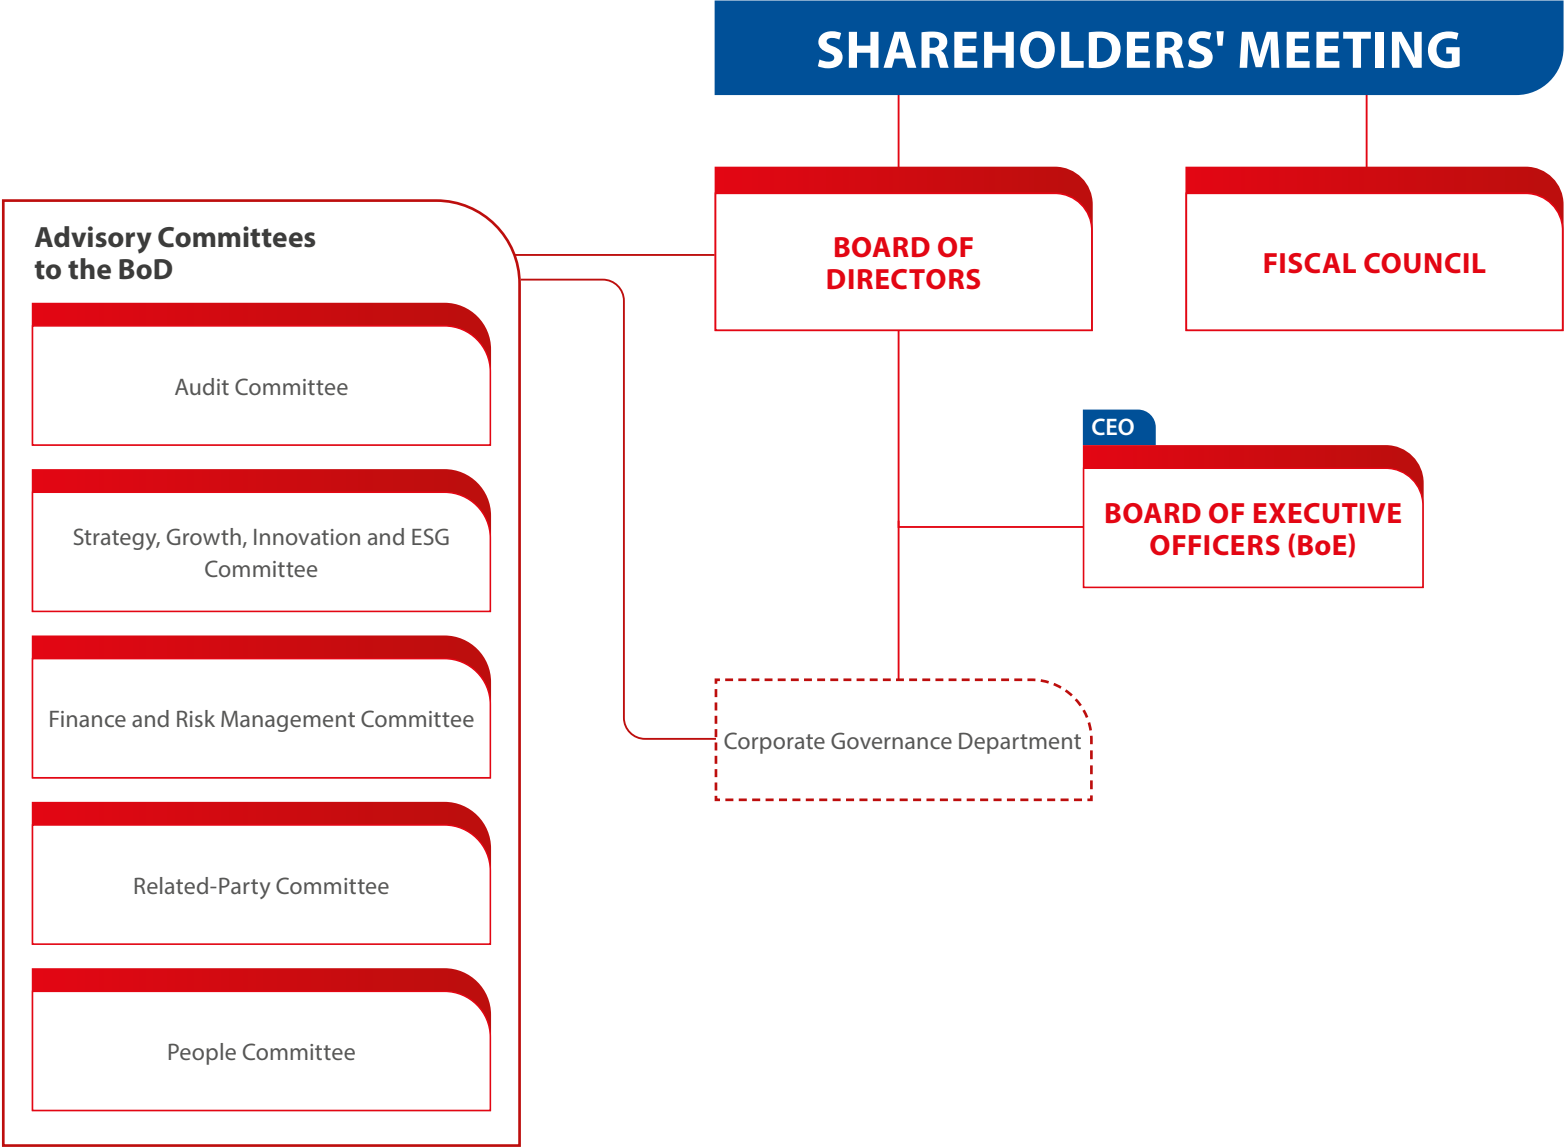 SHAREHOLDERS' MEETING
BOARD OF
DIRECTORS
FISCAL COUNCIL
Advisory Committees
to the BoD
Audit Committee
Strategy, Growth, Innovation and ESG
Committee
Finance and Risk Management Committee
Related-Party Committee
People Committee
CEO
BOARD OF EXECUTIVE
OFFICERS (BoE)
Corporate Governance Department